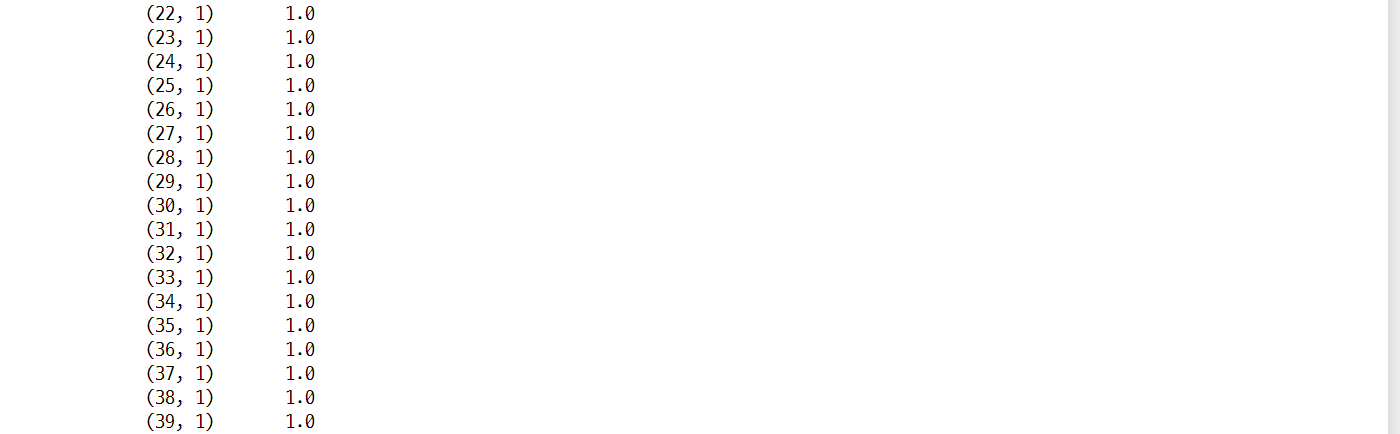 (22, 1) 1.0
(23, 1) 1.0
(24, 1) 1.0
(25, 1) 1.0
(26, 1) 1.0
(27, 1) 1.0
(28, 1) 1.0
(29, 1) 1.0
(30, 1) 1.0
(31, 1) 1.0
(32, 1) 1.0
(33, 1) 1.0
(34, 1) 1.0
(35, 1) 1.0
(36, 1) 1.0
(37, 1) 1.0
(38, 1) 1.0
(39, 1) 1.0